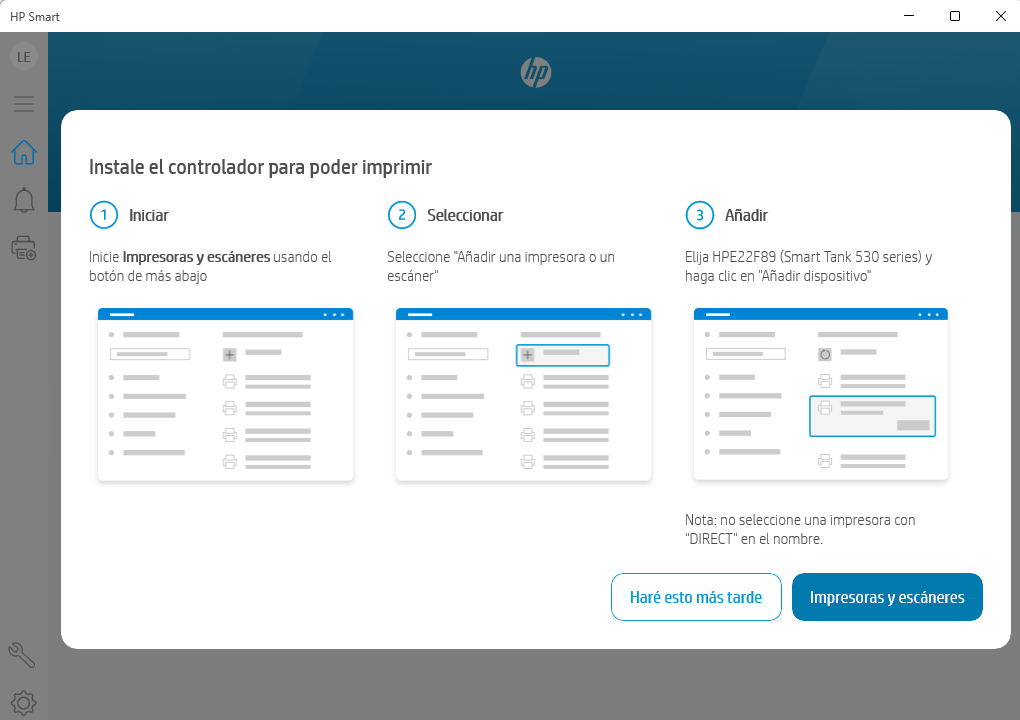 HP Smart
LE
hp
Instale el controlador para poder imprimir
1 Iniciar
Inicie Impresoras y escáneres usando el
botón de más abajo
2 Seleccionar
Seleccione "Añadir una impresora o un
escáner"
3 Añadir
Elija HPE22F89 (Smart Tank 530 series) y
haga clic en "Añadir dispositivo"
Nota: no seleccione una impresora con
"DIRECT" en el nombre.
Haré esto más tarde
Impresoras y escáneres